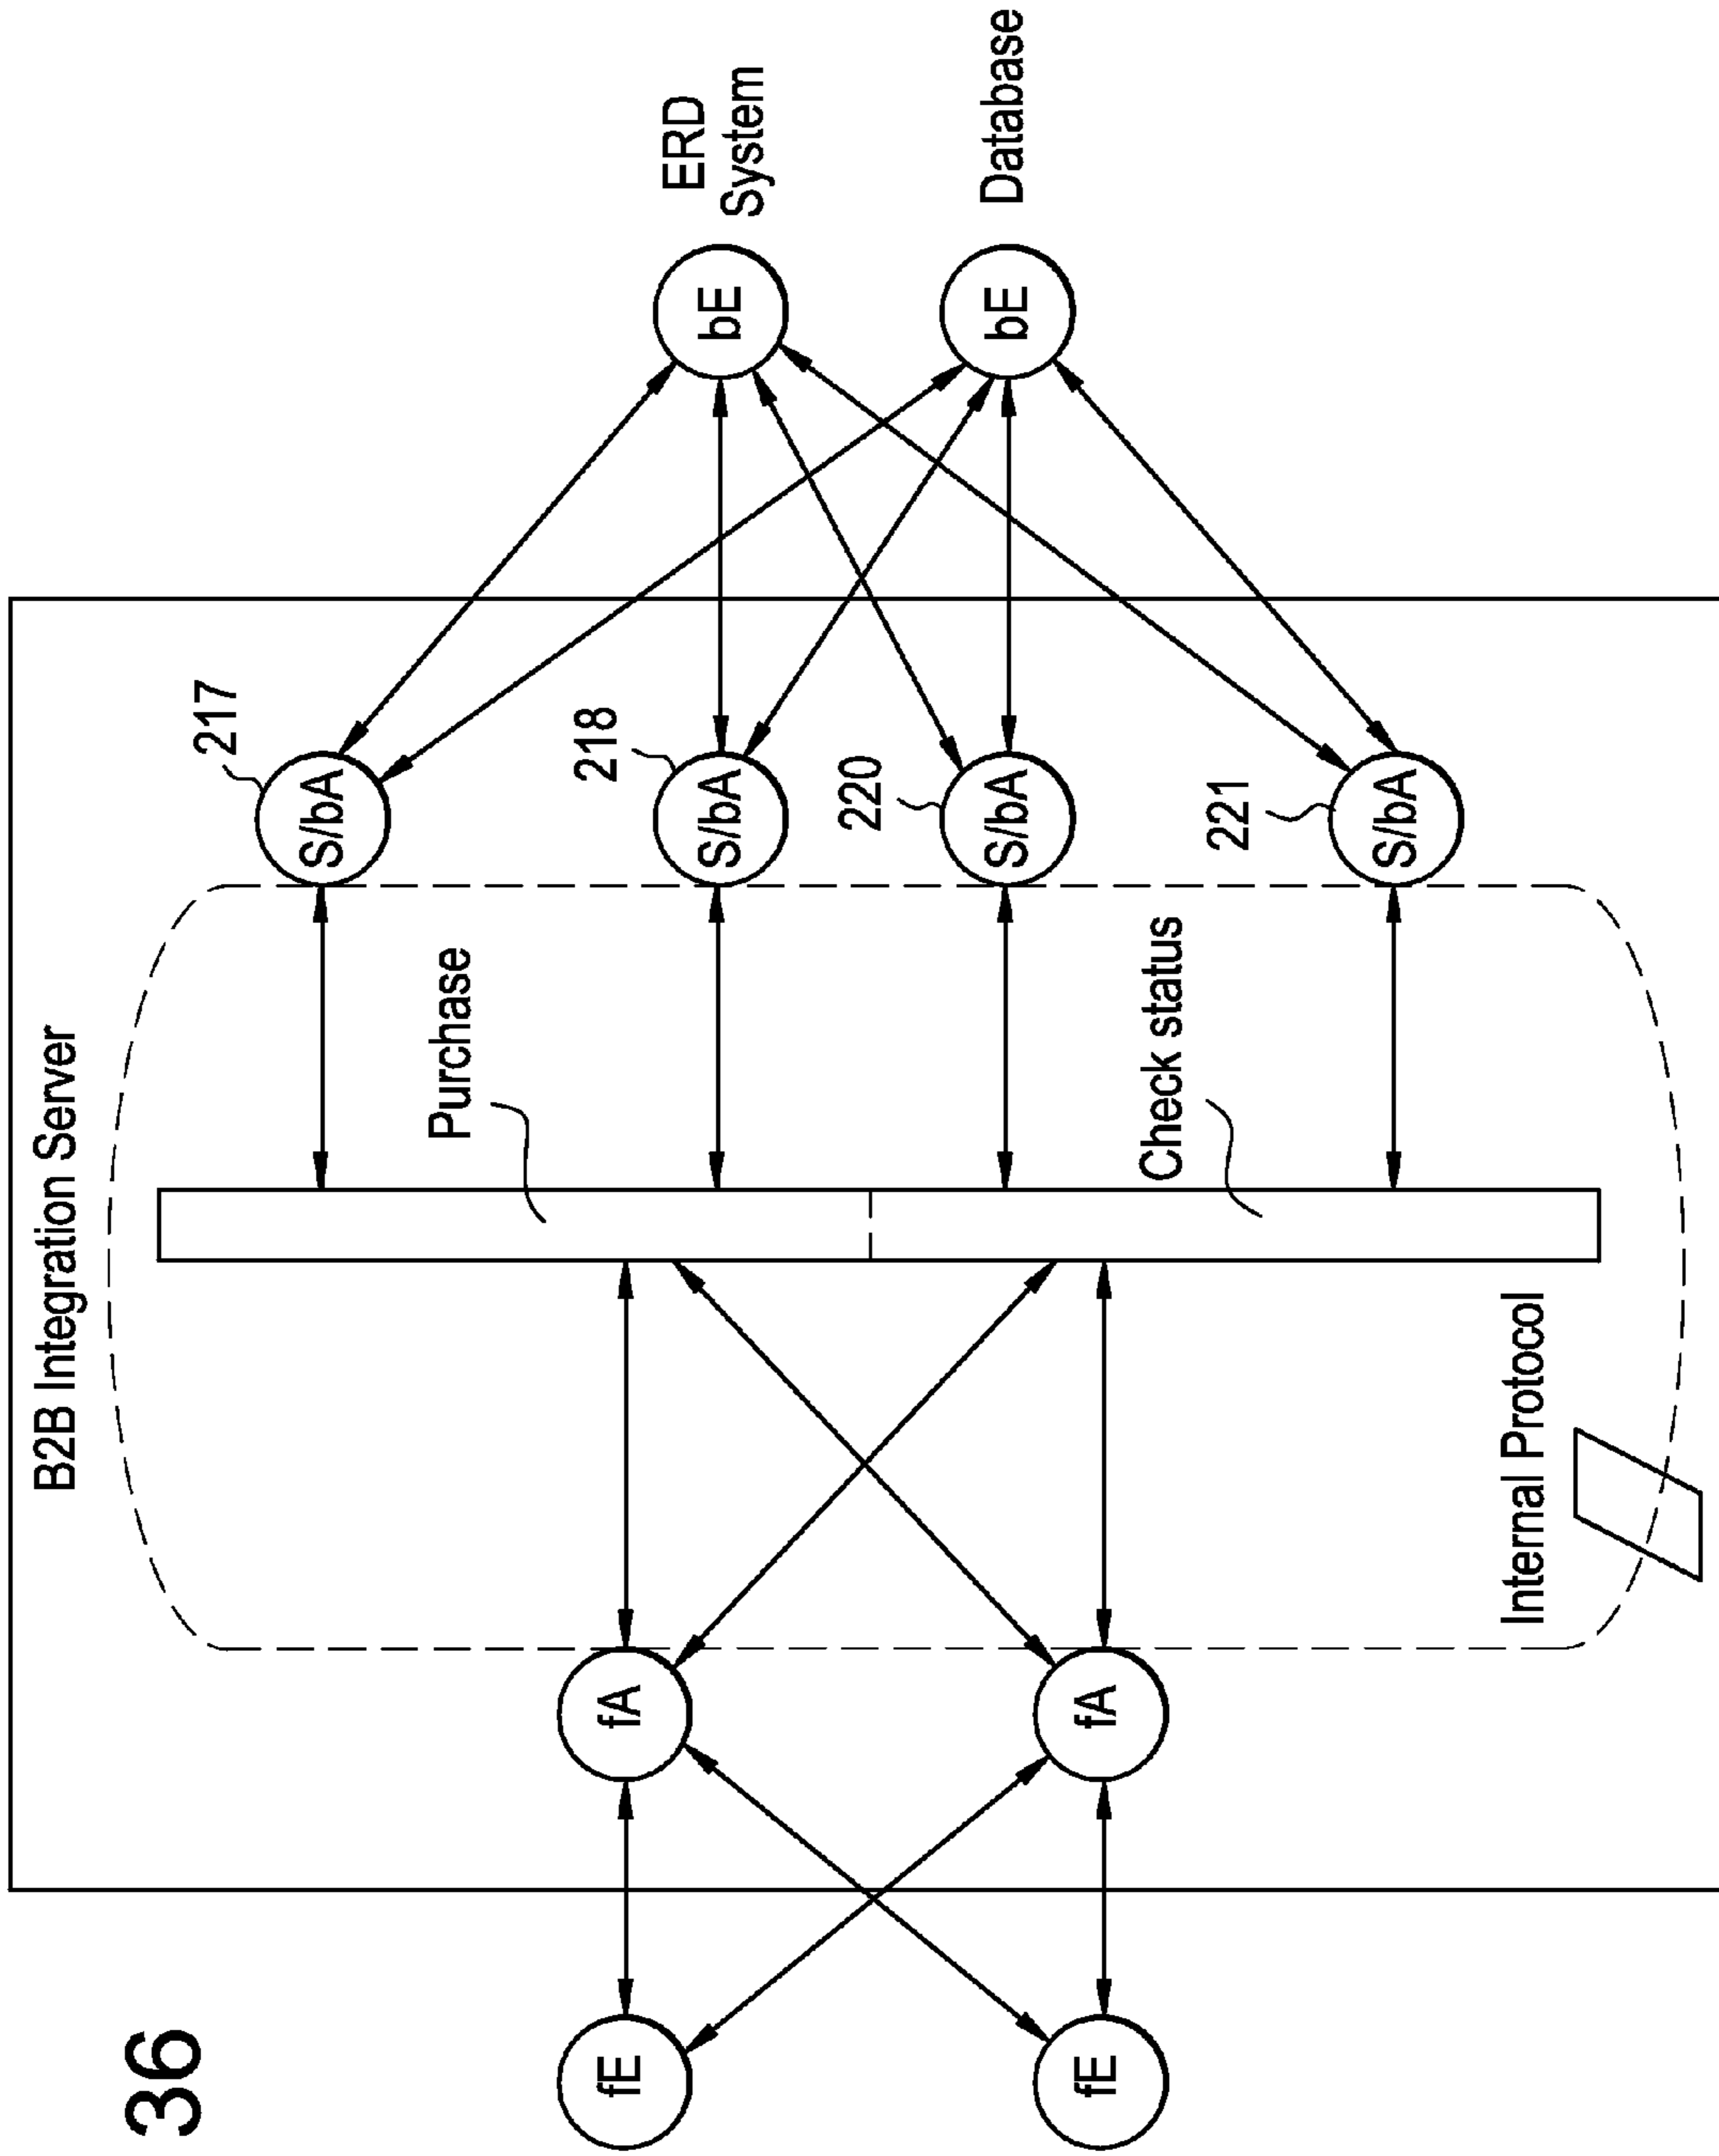 36
B2B Integration Server
fE
fE
fA
fA
Purchase
Check status
Internal Protocol
S/bA
217
S/bA
218
S/bA
220
S/bA
221
bE
ERD
System
bE
Database